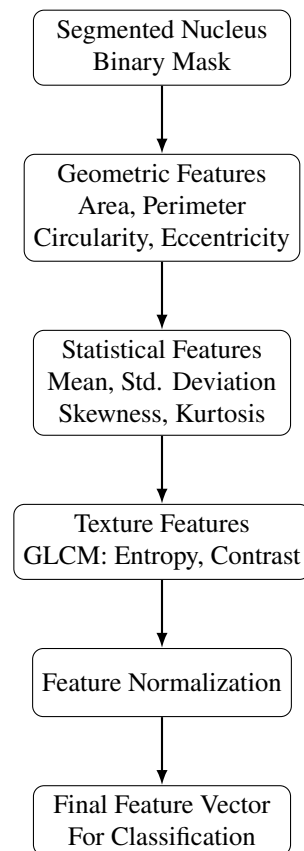 Segmented Nucleus
Binary Mask
Geometric Features
Area, Perimeter
Circularity, Eccentricity
Statistical Features
Mean, Std. Deviation
Skewness, Kurtosis
Texture Features
GLCM: Entropy, Contrast
Feature Normalization
Final Feature Vector
For Classification